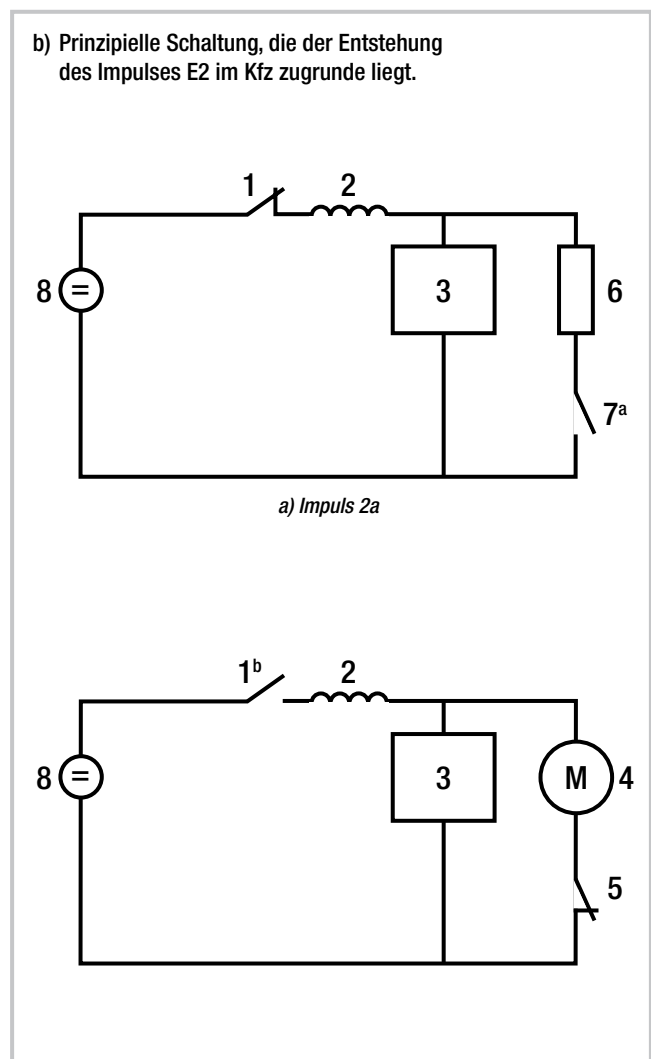 b) Prinzipielle Schaltung, die der Entstehung
des Impulses E2 im Kfz zugrunde liegt.
1 2
8 = 3 6
7ᵃ
a) Impuls 2a
1ᵇ 2
8 = 3 M 4
5